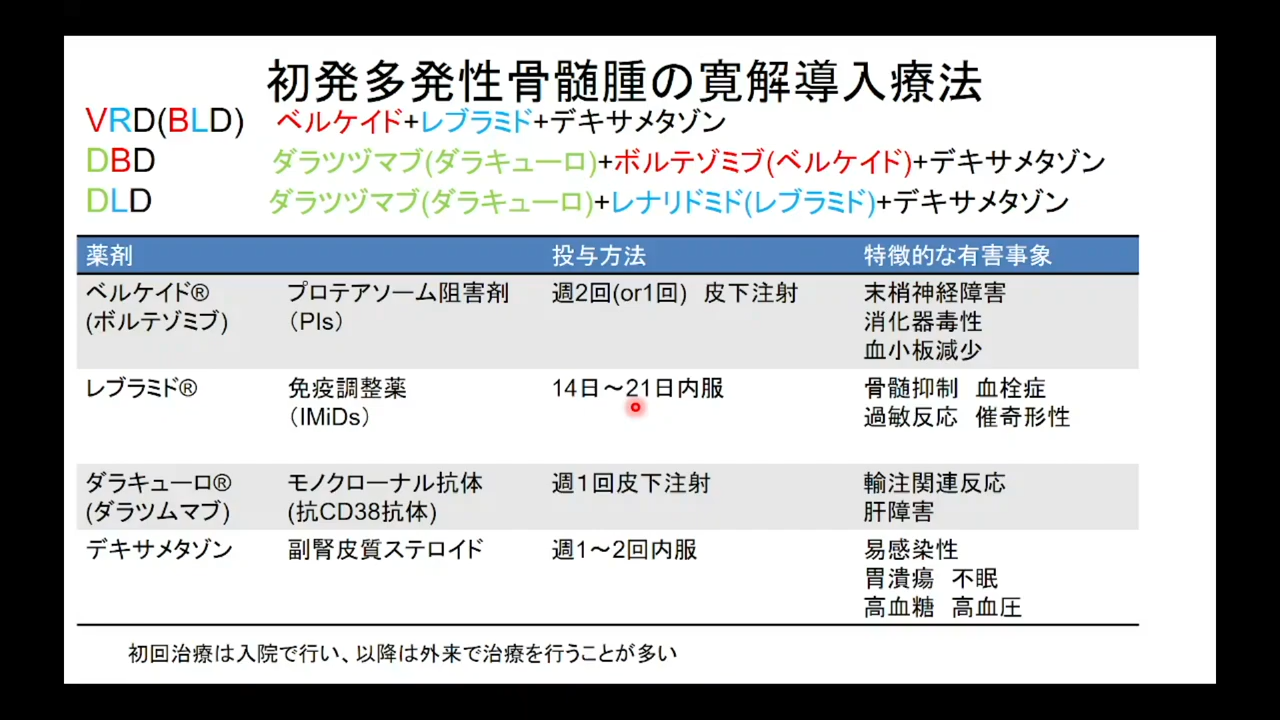 初発多発性骨髄腫の寛解導入療法
VRD(BLD) ベルケイド+レブラミド+デキサメタゾン
DBD ダラツヅマブ(ダラキューロ)+ボルテゾミブ(ベルケイド)+デキサメタゾン
DLD ダラツヅマブ(ダラキューロ)+レナリドミド(レブラミド)+デキサメタゾン
薬剤 投与方法 特徴的な有害事象
ベルケイド® プロテアソーム阻害剤 週2回(or1回) 皮下注射 末梢神経障害
(ボルテゾミブ) (PIs) 消化器毒性
血小板減少
レブラミド® 免疫調整薬 14日～21日内服 骨髄抑制 血栓症
(IMiDs) 過敏反応 催奇形性
ダラキューロ® モノクローナル抗体 週１回皮下注射 輸注関連反応
(ダラツムマブ) (抗CD38抗体) 肝障害
デキサメタゾン 副腎皮質ステロイド 週1～2回内服 易感染性
胃潰瘍 不眠
高血糖 高血圧
初回治療は入院で行い、以降は外来で治療を行うことが多い